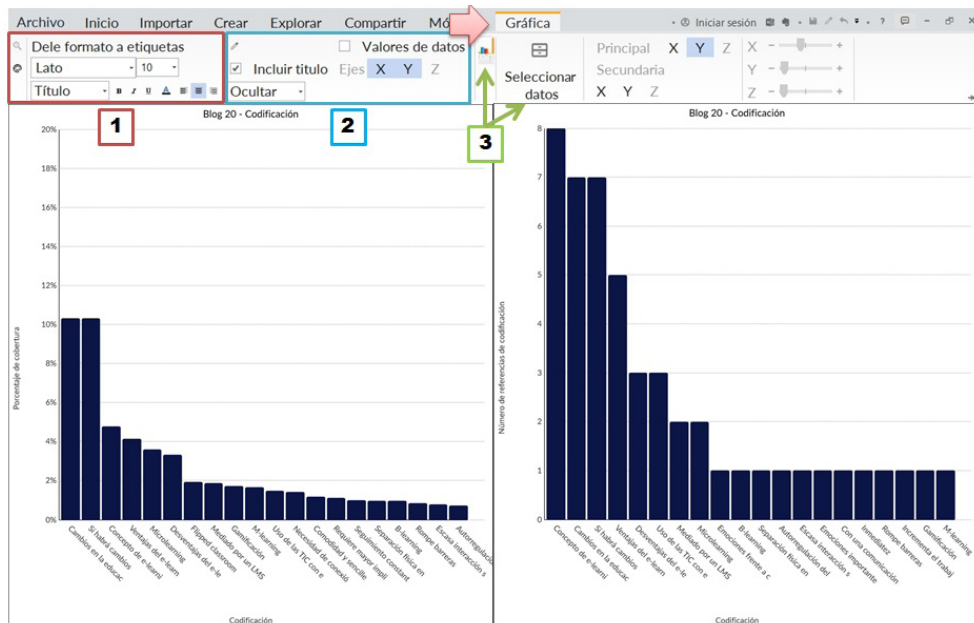 Archivo Inicio Importar Crear Explorar Compartir Mó Gráfica
Iniciar sesión ?
Dele formato a etiquetas
Lato 10
Título B I U A
Valores de datos
Incluir titulo Ejes X Y Z
Ocultar
Seleccionar
datos
Principal X Y Z
Secundaria
X Y Z
X - +
Y - +
Z - +
1
2
3
Blog 20 - Codificación
20%
18%
16%
14%
12%
10%
8%
6%
4%
2%
0%
Porcentaje de cobertura
Cambios en la educac
Si habrá cambios
Concepto de e-learni
Ventajas del e-learn
Microlearning
Desventajas del e-le
Flipped classroom
Mediado por un LMS
Gamificación
M-learning
Uso de las TIC con e
Necesidad de conexió
Comodidad y sencille
Requiere mayor impli
Seguimiento constant
Separación física en
B-learning
Rompe barreras
Escasa interacción s
Autorregulación
Codificación
Blog 20 - Codificación
8
7
6
5
4
3
2
1
0
Número de referencias de codificación
Concepto de e-learni
Cambios en la educac
Si habrá cambios
Ventajas del e-learn
Desventajas del e-le
Uso de las TIC con e
Mediado por un LMS
Microlearning
Emociones frente a c
B-learning
Separación física en
Autorregulación del
Escasa interacción s
Emociones importante
Con una comunicación
Inmediatez
Rompe barreras
Incrementa el trabaj
Gamificación
M-learning
Codificación